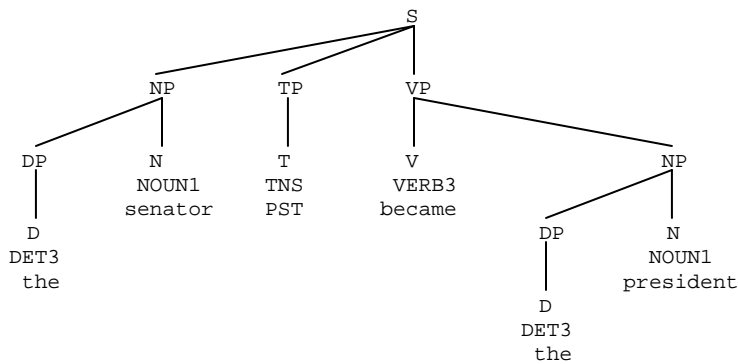 S
NP TP VP
DP N T V NP
NOUN1 TNS VERB3
senator PST became
D DP N
DET3 NOUN1
the president
D
DET3
the